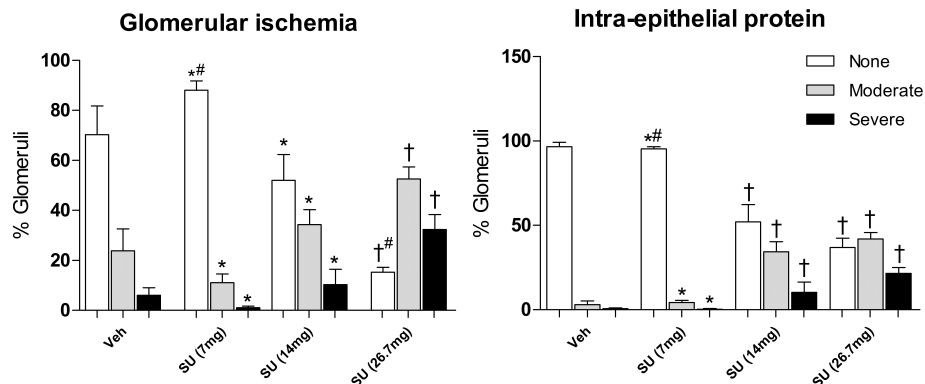 Glomerular ischemia
% Glomeruli
100
80
60
40
20
0
*#
*
*
*
*
*
†#
†
†
Veh
SU (7mg)
SU (14mg)
SU (26.7mg)
Intra-epithelial protein
% Glomeruli
150
100
50
0
None
Moderate
Severe
*#
*
*
†
†
†
†
†
†
Veh
SU (7mg)
SU (14mg)
SU (26.7mg)